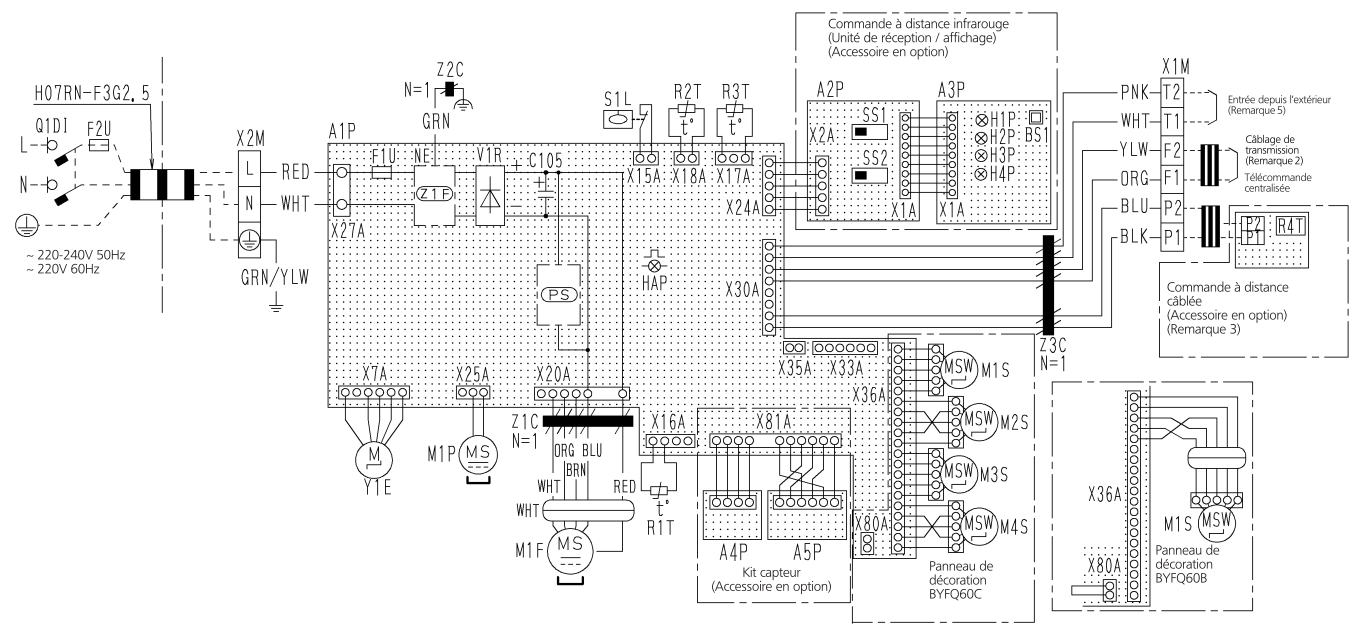 Commande à distance infrarouge
(Unité de réception / affichage)
(Accessoire en option)
H07RN-F3G2,5
Q1DI
F2U
L
N
~ 220-240V 50Hz
~ 220V 60Hz
X2M
L
N
RED
WHT
GRN/YLW
Z2C
N=1
GRN
A1P
X27A
F1U
NE
Z1F
V1R
+
−
C105
+
PS
S1L
R2T
t°
R3T
t°
X15A
X18A
X17A
X24A
X30A
HAP
A2P
SS1
X2A
SS2
X1A
A3P
H1P
H2P
H3P
H4P
BS1
X1A
X1M
PNK
T2
WHT
T1
YLW
F2
ORG
F1
BLU
P2
BLK
P1
Entrée depuis l'extérieur
(Remarque 5)
Câblage de
transmission
(Remarque 2)
Télécommande
centralisée
P2
P1
R4T
Commande à distance
câblée
(Accessoire en option)
(Remarque 3)
Z3C
N=1
X7A
X25A
X20A
X35A
X33A
X36A
M
Y1E
M1P
MS
Z1C
N=1
ORG
BLU
BRN
WHT
RED
WHT
M1F
MS
X16A
t°
R1T
X81A
A4P
A5P
Kit capteur
(Accessoire en option)
X80A
MSW
M1S
MSW
M2S
MSW
M3S
MSW
M4S
Panneau de
décoration
BYFQ60C
X36A
X80A
M1S
MSW
Panneau de
décoration
BYFQ60B